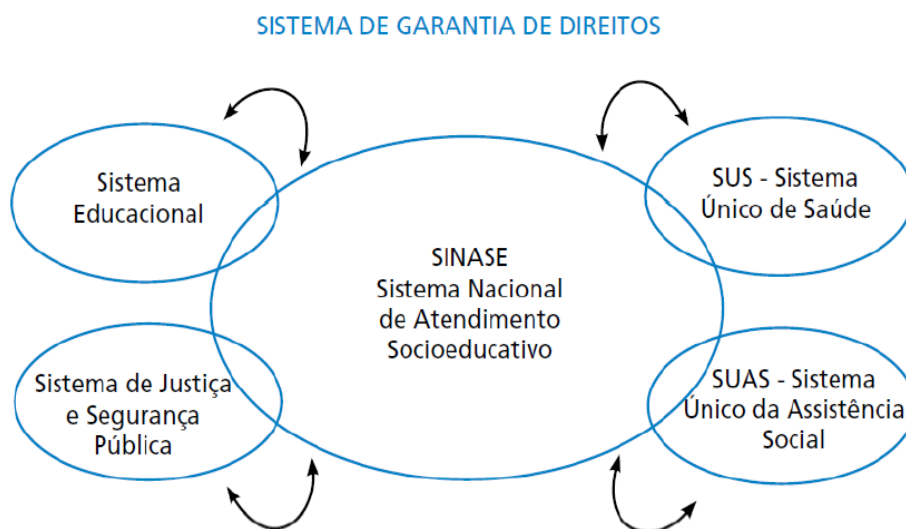 SISTEMA DE GARANTIA DE DIREITOS
Sistema
Educacional
SUS - Sistema
Único de Saúde
SINASE
Sistema Nacional
de Atendimento
Socioeducativo
Sistema de Justiça
e Segurança
Pública
SUAS - Sistema
Único da Assistência
Social